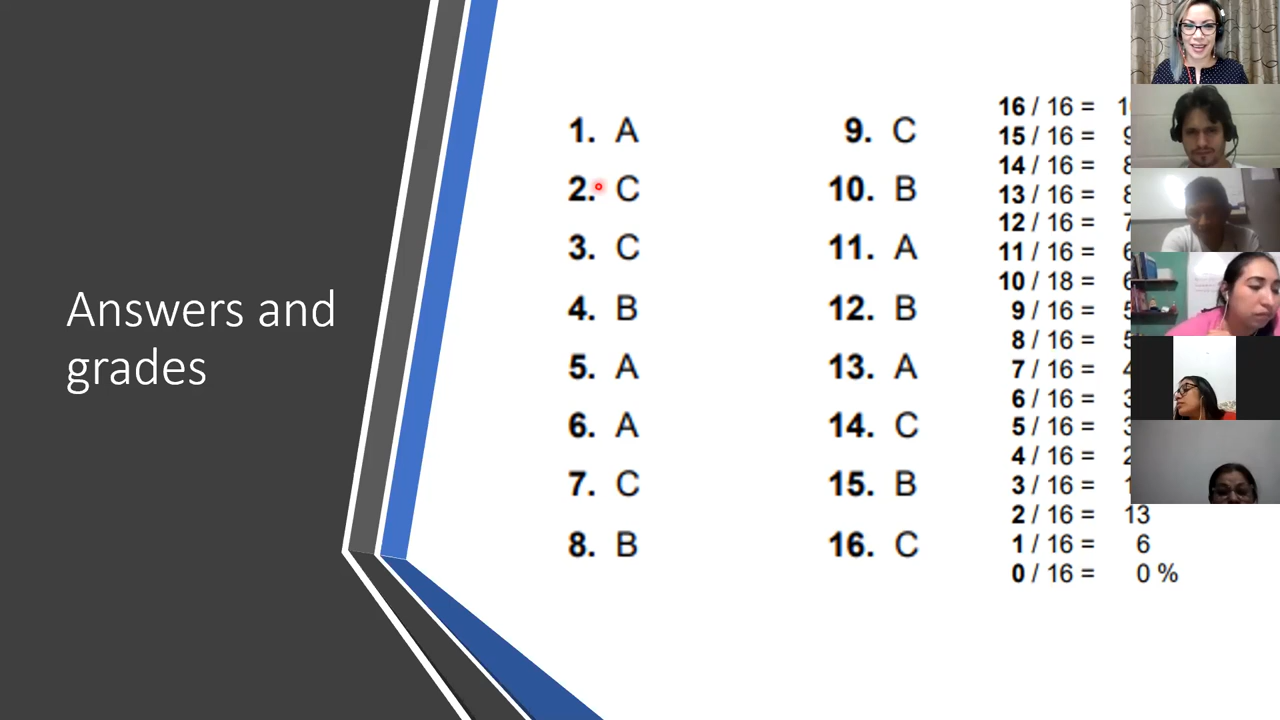 Answers and
grades
1. A
2. C
3. C
4. B
5. A
6. A
7. C
8. B
9. C
10. B
11. A
12. B
13. A
14. C
15. B
16. C
16 / 16 =
15 / 16 =
14 / 16 =
13 / 16 =
12 / 16 =
11 / 16 =
10 / 18 =
9 / 16 =
8 / 16 =
7 / 16 =
6 / 16 =
5 / 16 =
4 / 16 =
3 / 16 =
2 / 16 = 13
1 / 16 = 6
0 / 16 = 0 %